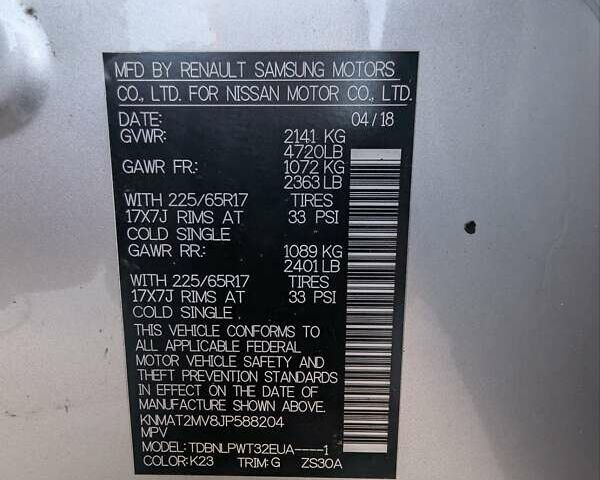 MFD BY RENAULT SAMSUNG MOTORS
CO., LTD. FOR NISSAN MOTOR CO., LTD.
DATE: 04/18
GVWR: 2141 KG
4720LB
GAWR FR: 1072 KG
2363 LB
WITH 225/65R17 TIRES
17X7J RIMS AT 33 PSI
COLD SINGLE
GAWR RR: 1089 KG
2401 LB
WITH 225/65R17 TIRES
17X7J RIMS AT 33 PSI
COLD SINGLE
THIS VEHICLE CONFORMS TO
ALL APPLICABLE FEDERAL
MOTOR VEHICLE SAFETY AND
THEFT PREVENTION STANDARDS
IN EFFECT ON THE DATE OF
MANUFACTURE SHOWN ABOVE.
KNMAT2MV8JP588204
MPV
MODEL: TDBNLPWT32EUA----1
COLOR: K23 TRIM: G ZS30A